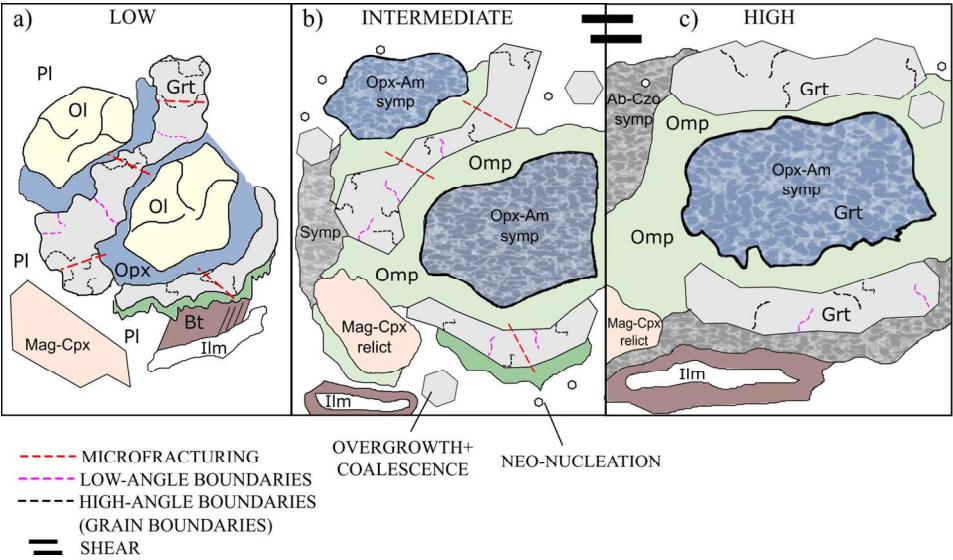 a)
LOW
Pl
Ol
Grt
Ol
Pl
Opx
Pl
Mag-Cpx
Bt
Ilm
b)
INTERMEDIATE
Opx-Am
symp
Omp
Opx-Am
symp
Symp
Omp
Mag-Cpx
relict
Ilm
c)
HIGH
Grt
Ab-Czo
symp
Omp
Opx-Am
symp
Grt
Omp
Grt
Mag-Cpx
relict
Ilm
OVERGROWTH+
COALESCENCE
NEO-NUCLEATION
MICROFRACTURING
LOW-ANGLE BOUNDARIES
HIGH-ANGLE BOUNDARIES
(GRAIN BOUNDARIES)
SHEAR